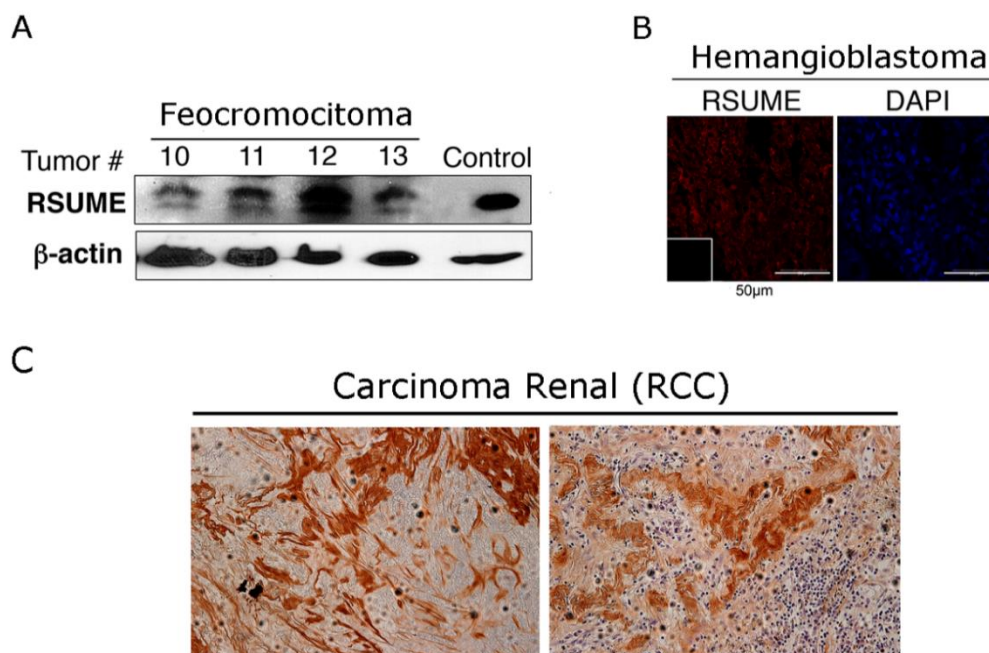 A
Feocromocitoma
Tumor # 10 11 12 13 Control
RSUME
β-actin
B
Hemangioblastoma
RSUME DAPI
50µm
C
Carcinoma Renal (RCC)